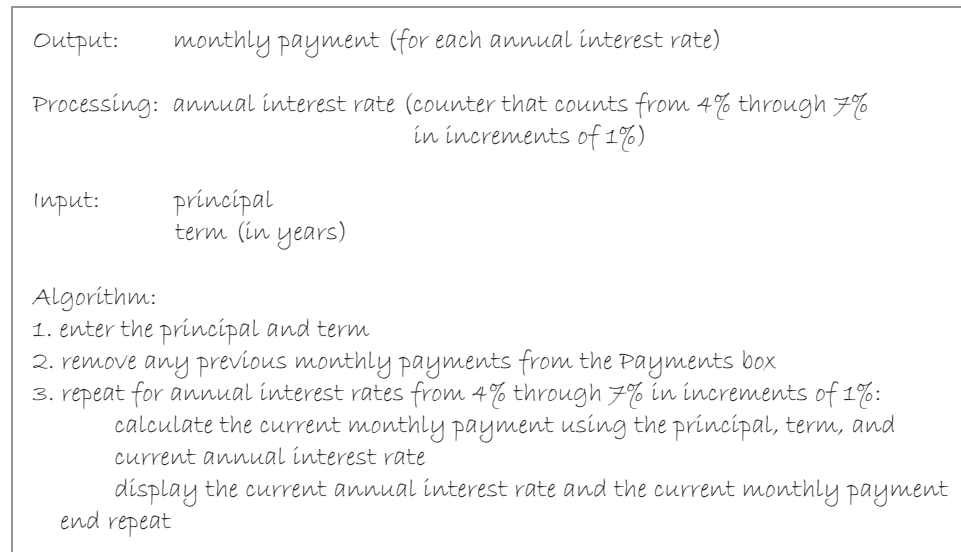 Output: monthly payment (for each annual interest rate)
Processing: annual interest rate (counter that counts from 4% through 7%
in increments of 1%)
Input: principal
term (in years)
Algorithm:
1. enter the principal and term
2. remove any previous monthly payments from the Payments box
3. repeat for annual interest rates from 4% through 7% in increments of 1%:
calculate the current monthly payment using the principal, term, and
current annual interest rate
display the current annual interest rate and the current monthly payment
end repeat